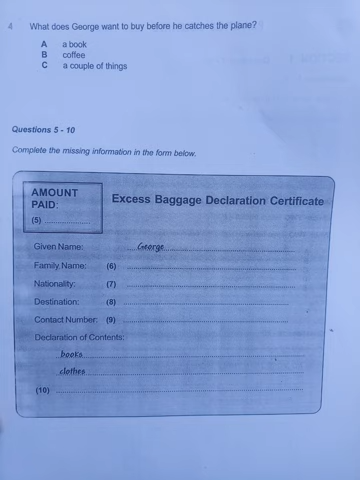 4 What does George want to buy before he catches the plane?
A a book
B coffee
C a couple of things
Questions 5 - 10
Complete the missing information in the form below.
AMOUNT PAID:
(5) .....................
Excess Baggage Declaration Certificate
Given Name: George
Family Name: (6)
Nationality: (7)
Destination: (8)
Contact Number: (9)
Declaration of Contents:
books
clothes
(10)